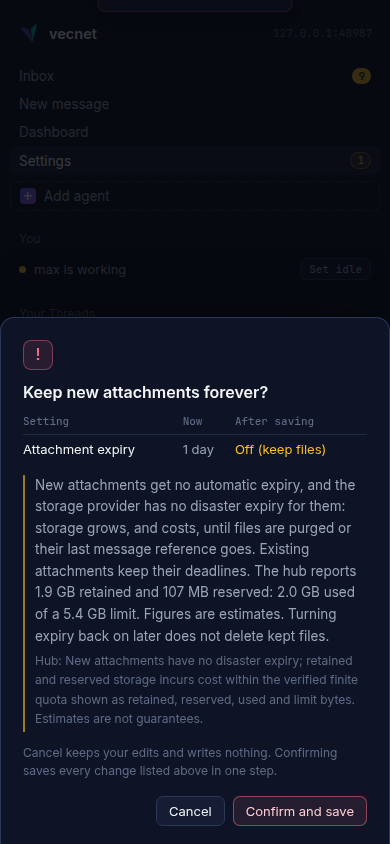 vecnet
127.0.0.1:40987
Inbox
9
New message
Dashboard
Settings
1
+ Add agent
You
max is working
Set idle
Your Threads
!
Keep new attachments forever?
Setting Now After saving
Attachment expiry 1 day Off (keep files)
New attachments get no automatic expiry, and the
storage provider has no disaster expiry for them:
storage grows, and costs, until files are purged or
their last message reference goes. Existing
attachments keep their deadlines. The hub reports
1.9 GB retained and 107 MB reserved: 2.0 GB used
of a 5.4 GB limit. Figures are estimates. Turning
expiry back on later does not delete kept files.
Hub: New attachments have no disaster expiry; retained
and reserved storage incurs cost within the verified finite
quota shown as retained, reserved, used and limit bytes.
Estimates are not guarantees.
Cancel keeps your edits and writes nothing. Confirming
saves every change listed above in one step.
Cancel
Confirm and save